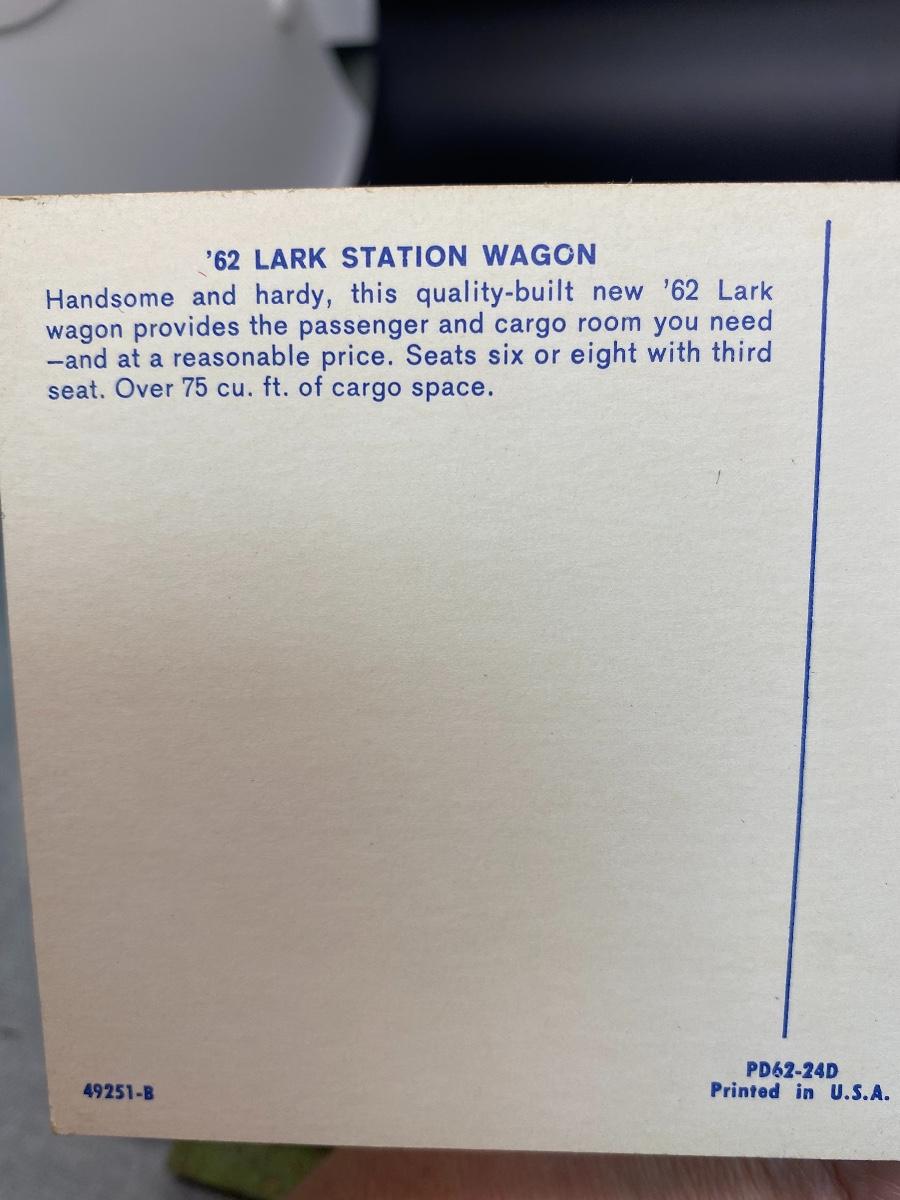 ’62 LARK STATION WAGON
Handsome and hardy, this quality-built new ’62 Lark
wagon provides the passenger and cargo room you need
—and at a reasonable price. Seats six or eight with third
seat. Over 75 cu. ft. of cargo space.
49251-B
PD62-24D
Printed in U.S.A.